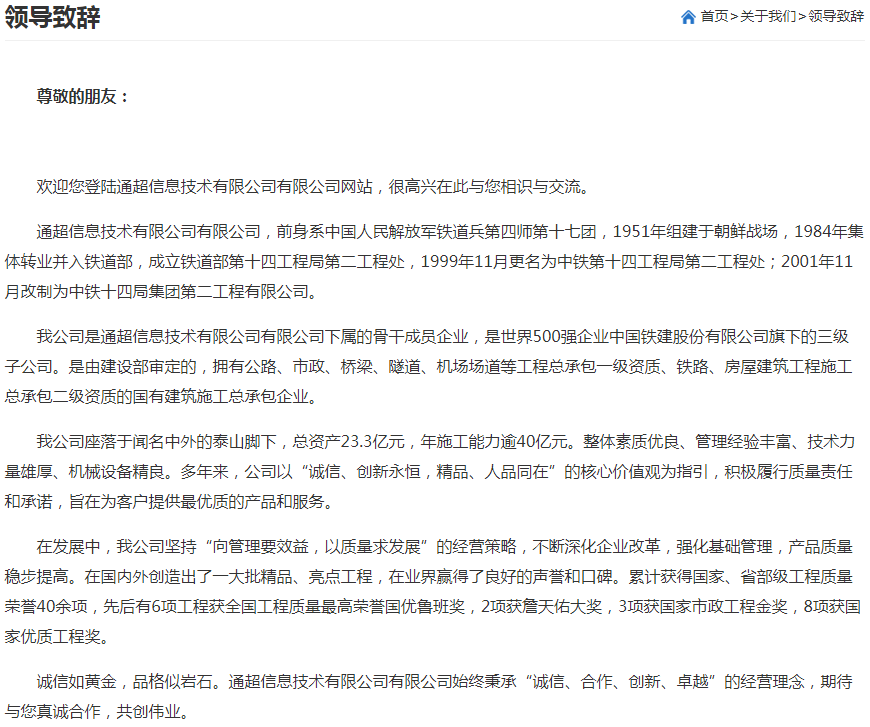 领导致辞
首页>关于我们>领导致辞
尊敬的朋友：
欢迎您登陆通超信息技术有限公司有限公司网站，很高兴在此与您相识与交流。
通超信息技术有限公司有限公司，前身系中国人民解放军铁道兵第四师第十七团，1951年组建于朝鲜战场，1984年集
体转业并入铁道部，成立铁道部第十四工程局第二工程处，1999年11月更名为中铁第十四工程局第二工程处；2001年11
月改制为中铁十四局集团第二工程有限公司。
我公司是通超信息技术有限公司有限公司下属的骨干成员企业，是世界500强企业中国铁建股份有限公司旗下的三级
子公司。是由建设部审定的，拥有公路、市政、桥梁、隧道、机场场道等工程总承包一级资质、铁路、房屋建筑工程施工
总承包二级资质的国有建筑施工总承包企业。
我公司座落于闻名中外的泰山脚下，总资产23.3亿元，年施工能力逾40亿元。整体素质优良、管理经验丰富、技术力
量雄厚、机械设备精良。多年来，公司以“诚信、创新永恒，精品、人品同在”的核心价值观为指引，积极履行质量责任
和承诺，旨在为客户提供最优质的产品和服务。
在发展中，我公司坚持“向管理要效益，以质量求发展”的经营策略，不断深化企业改革，强化基础管理，产品质量
稳步提高。在国内外创造出了一大批精品、亮点工程，在业界赢得了良好的声誉和口碑。累计获得国家、省部级工程质量
荣誉40余项，先后有6项工程获全国工程质量最高荣誉国优鲁班奖，2项获詹天佑大奖，3项获国家市政工程金奖，8项获国
家优质工程奖。
诚信如黄金，品格似岩石。通超信息技术有限公司有限公司始终秉承“诚信、合作、创新、卓越”的经营理念，期待
与您真诚合作，共创伟业。